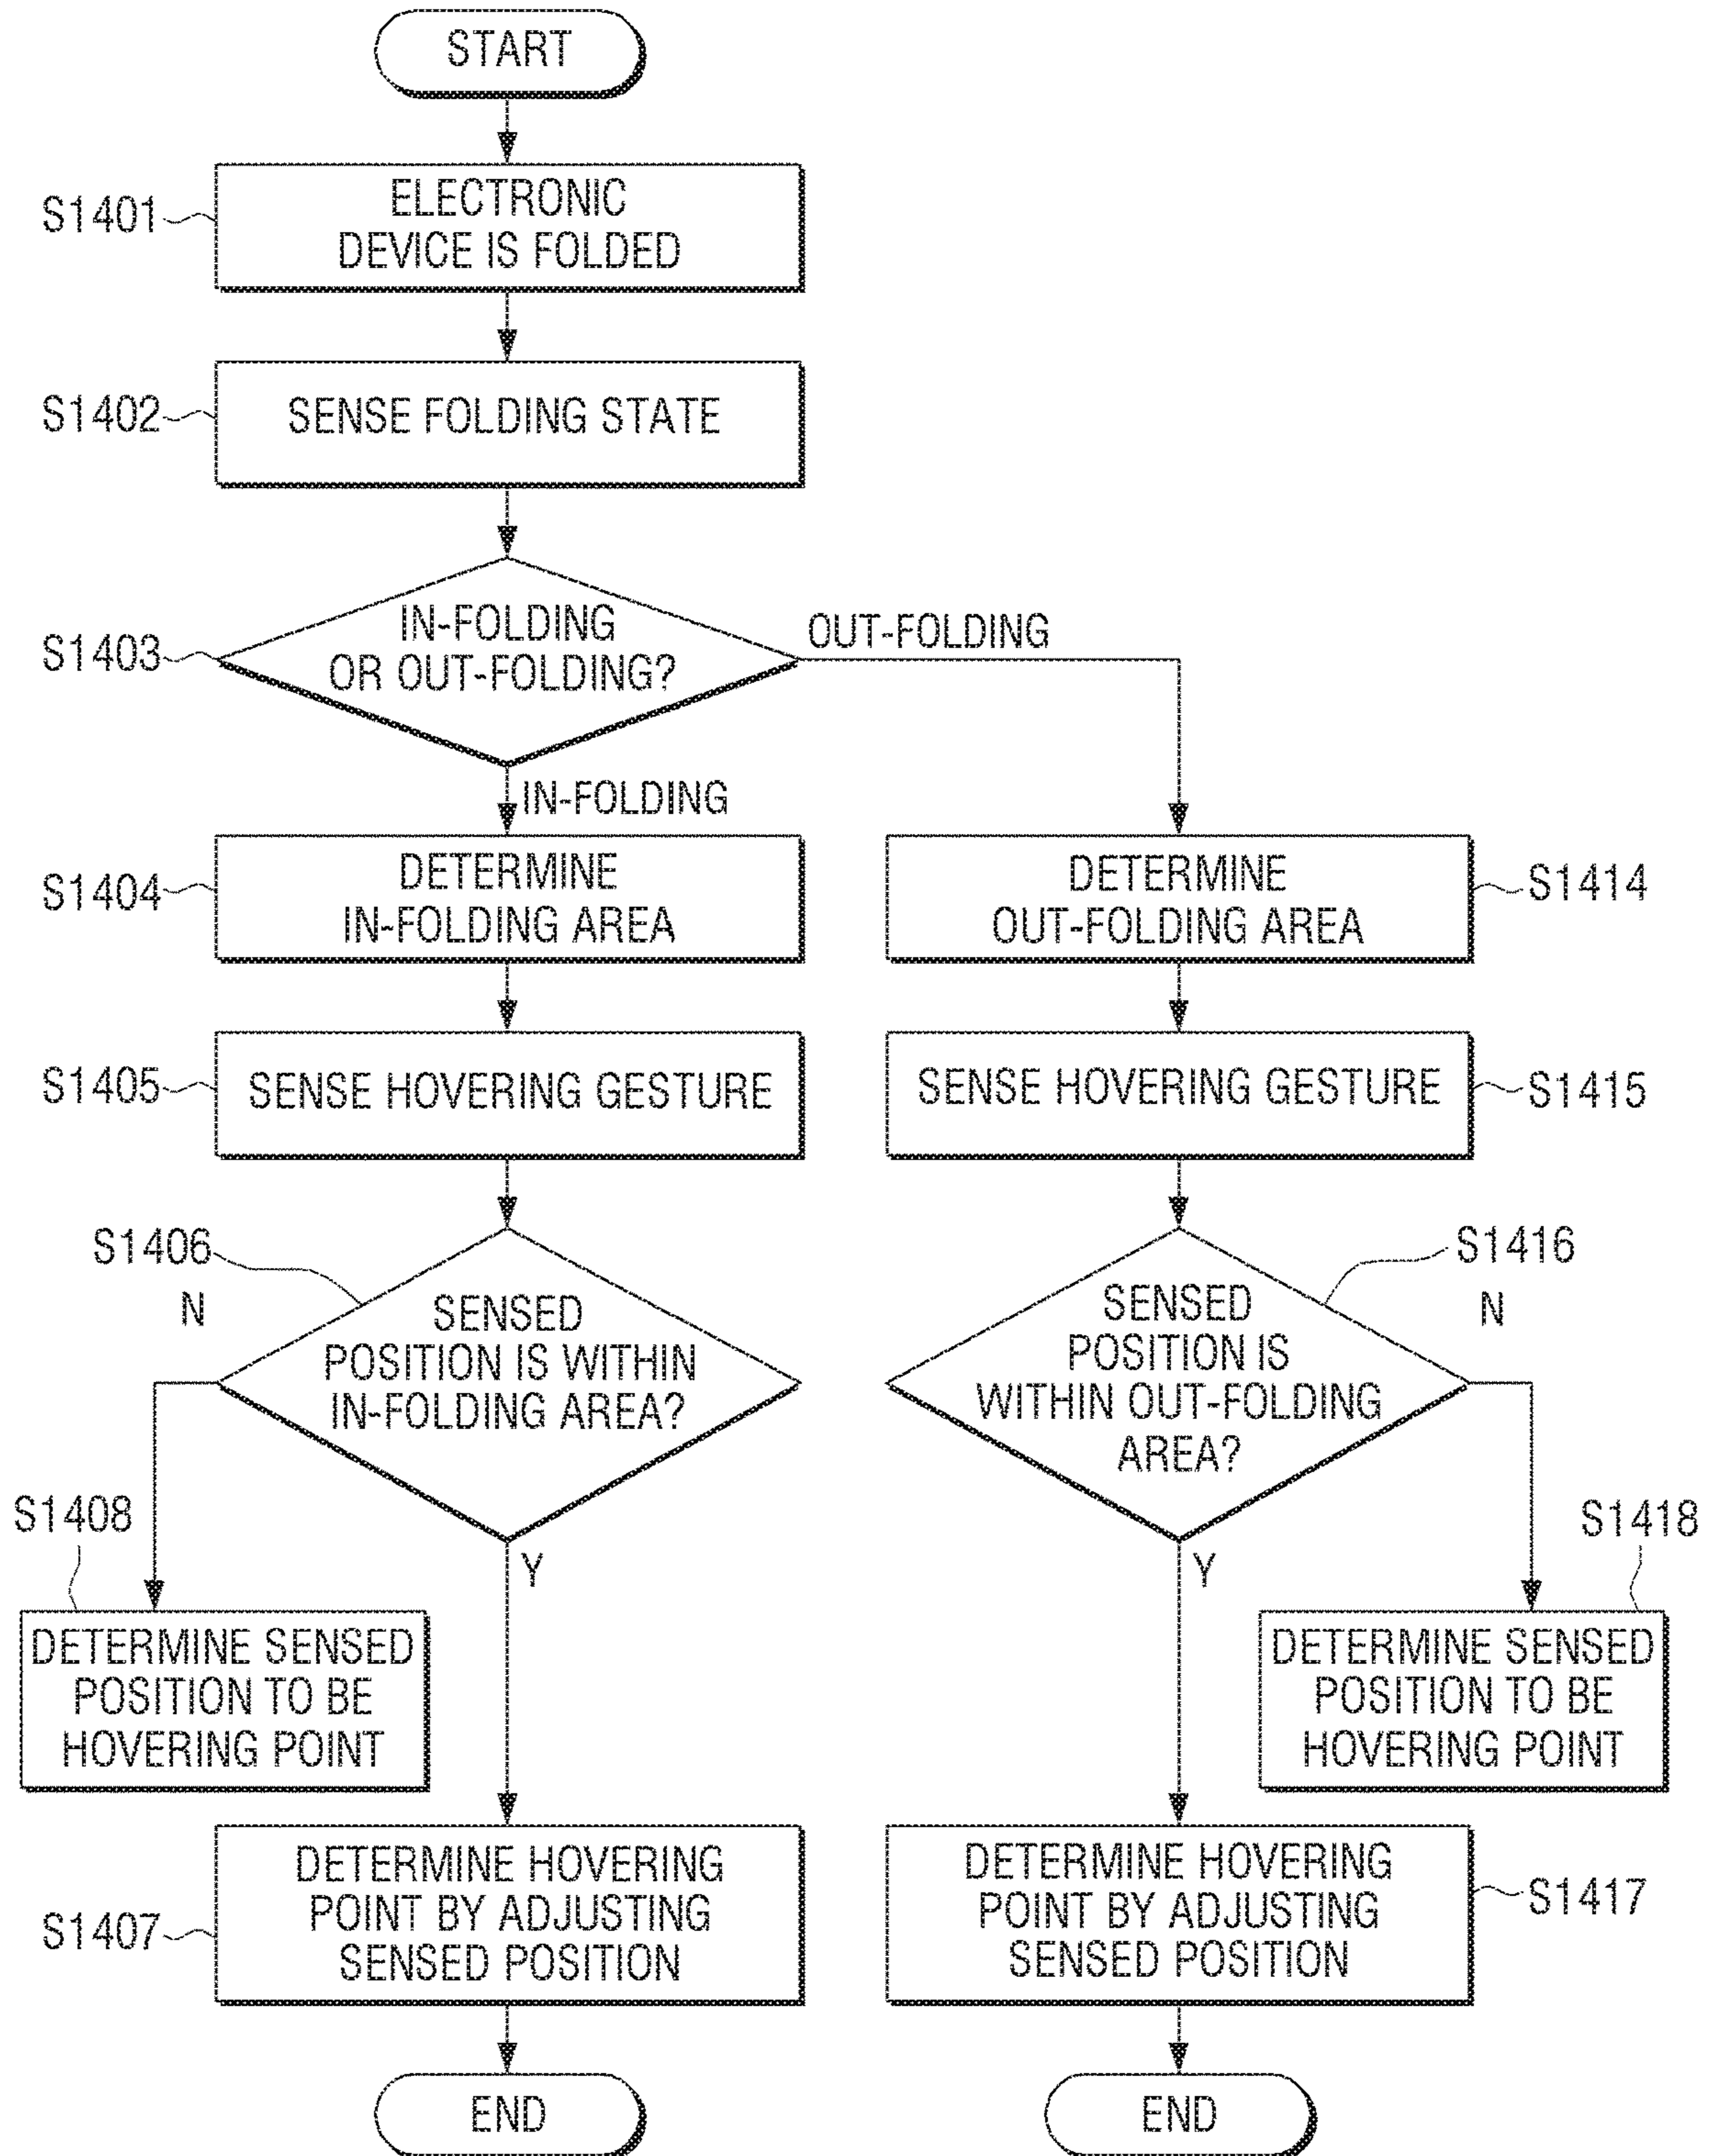 START
S1401
ELECTRONIC
DEVICE IS FOLDED
S1402
SENSE FOLDING STATE
S1403
IN-FOLDING
OR OUT-FOLDING?
OUT-FOLDING
IN-FOLDING
S1404
DETERMINE
IN-FOLDING AREA
DETERMINE
OUT-FOLDING AREA
S1414
S1405
SENSE HOVERING GESTURE
SENSE HOVERING GESTURE
S1415
S1406
N
SENSED
POSITION IS WITHIN
IN-FOLDING AREA?
Y
S1416
N
SENSED
POSITION IS
WITHIN OUT-FOLDING
AREA?
Y
S1408
DETERMINE SENSED
POSITION TO BE
HOVERING POINT
S1418
DETERMINE SENSED
POSITION TO BE
HOVERING POINT
S1407
DETERMINE HOVERING
POINT BY ADJUSTING
SENSED POSITION
DETERMINE HOVERING
POINT BY ADJUSTING
SENSED POSITION
S1417
END
END